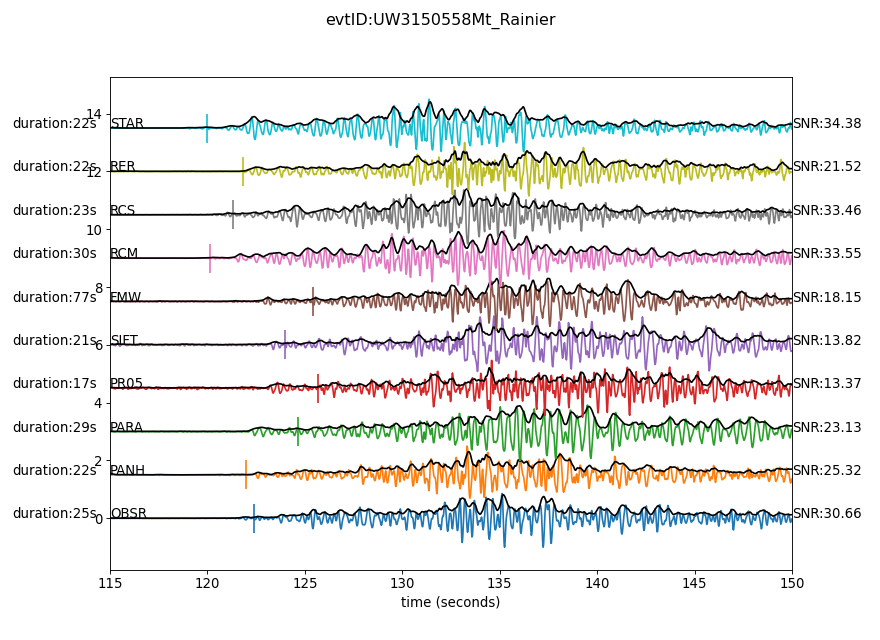 evtID:UW3150558Mt_Rainier
14
duration:22s STAR SNR:34.38
duration:22s RER SNR:21.52
12
duration:23s RCS SNR:33.46
10
duration:30s RCM SNR:33.55
8
duration:77s FMW SNR:18.15
duration:21s SIFT SNR:13.82
6
duration:17s PR05 SNR:13.37
4
duration:29s PARA SNR:23.13
2
duration:22s PANH SNR:25.32
duration:25s OBSR SNR:30.66
0
115 120 125 130 135 140 145 150
time (seconds)